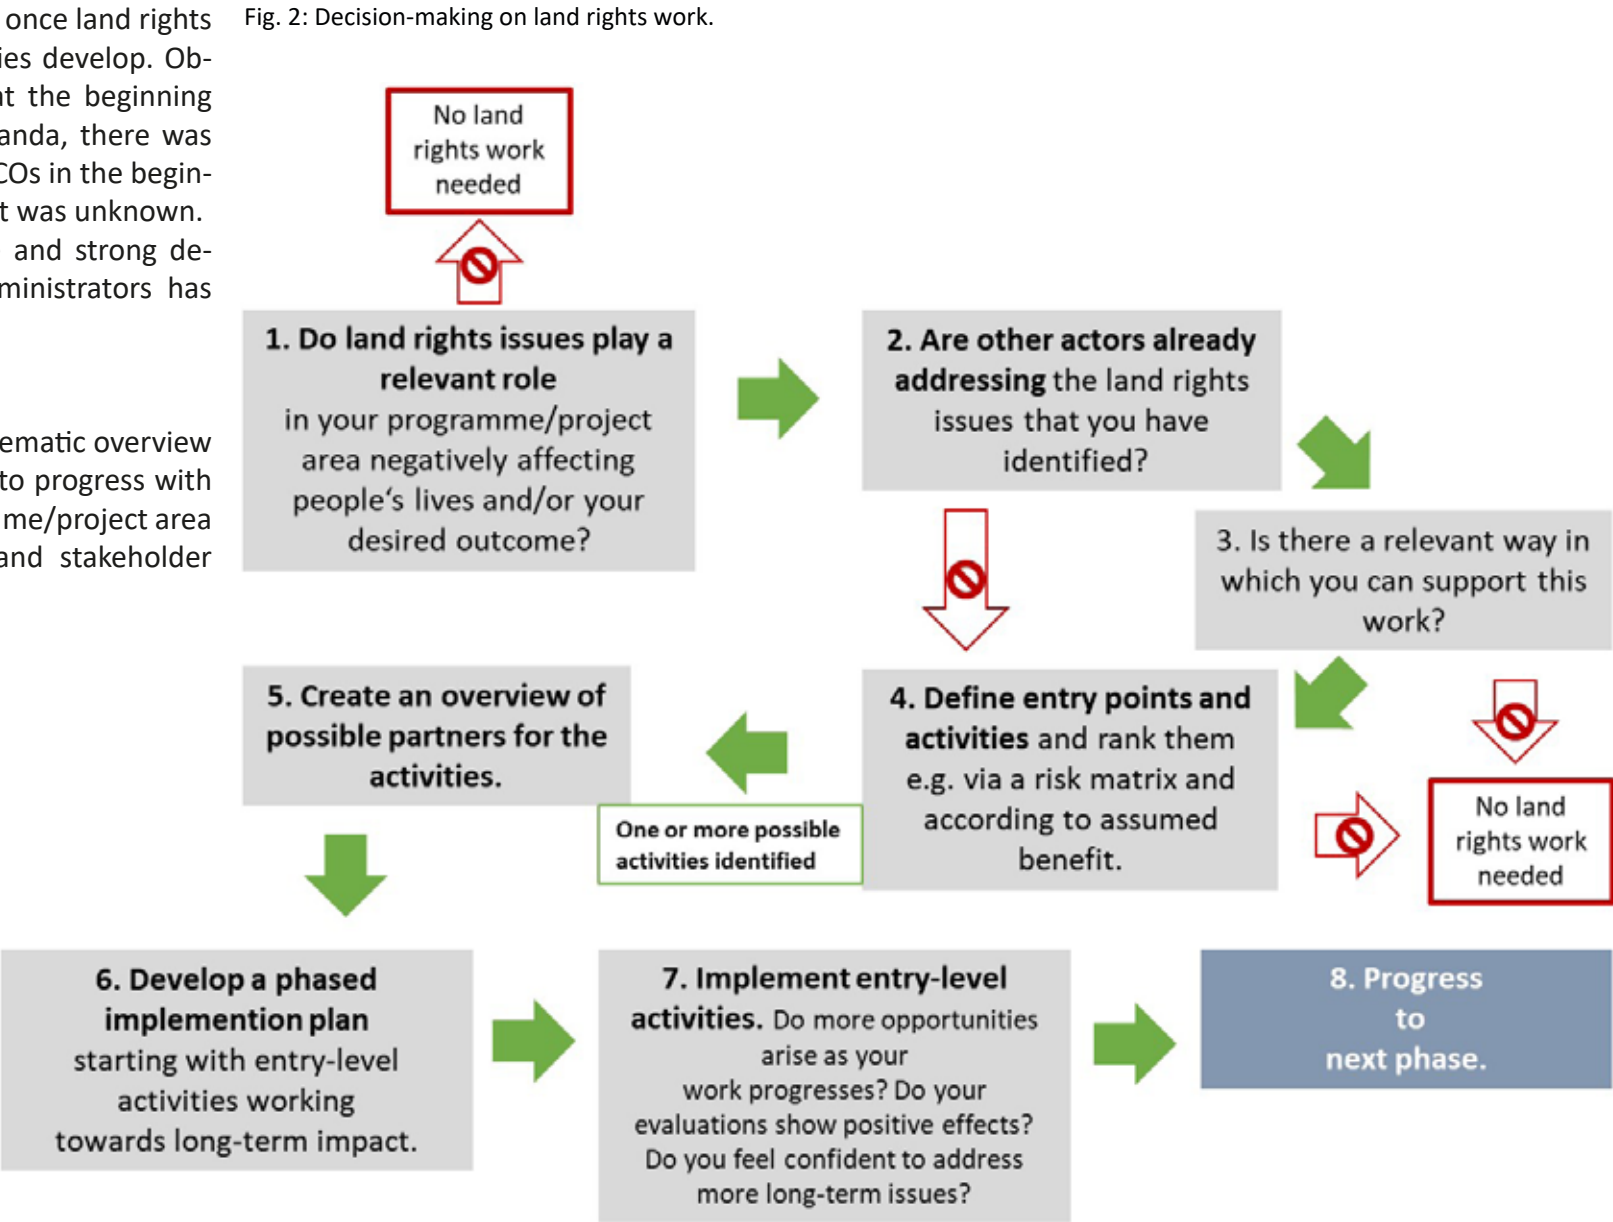 once land rights
ies develop. Ob-
at the beginning
anda, there was
COs in the begin-
t was unknown.
and strong de-
ministrators has
ematic overview
to progress with
me/project area
and stakeholder
Fig. 2: Decision-making on land rights work.
No land
rights work
needed
1. Do land rights issues play a
relevant role
in your programme/project
area negatively affecting
people‘s lives and/or your
desired outcome?
2. Are other actors already
addressing the land rights
issues that you have
identified?
3. Is there a relevant way in
which you can support this
work?
4. Define entry points and
activities and rank them
e.g. via a risk matrix and
according to assumed
benefit.
No land
rights work
needed
5. Create an overview of
possible partners for the
activities.
One or more possible
activities identified
6. Develop a phased
implemention plan
starting with entry-level
activities working
towards long-term impact.
7. Implement entry-level
activities. Do more opportunities
arise as your
work progresses? Do your
evaluations show positive effects?
Do you feel confident to address
more long-term issues?
8. Progress
to
next phase.